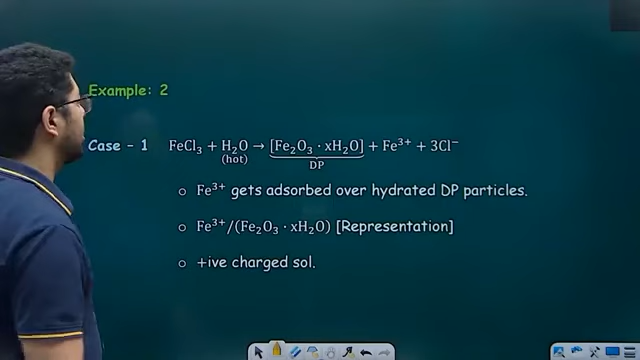 Example: 2
Case - 1 FeCl₃ + H₂O → [Fe₂O₃ · xH₂O] + Fe³⁺ + 3Cl⁻
(hot) DP
○ Fe³⁺ gets adsorbed over hydrated DP particles.
○ Fe³⁺/(Fe₂O₃ · xH₂O) [Representation]
○ +ive charged sol.